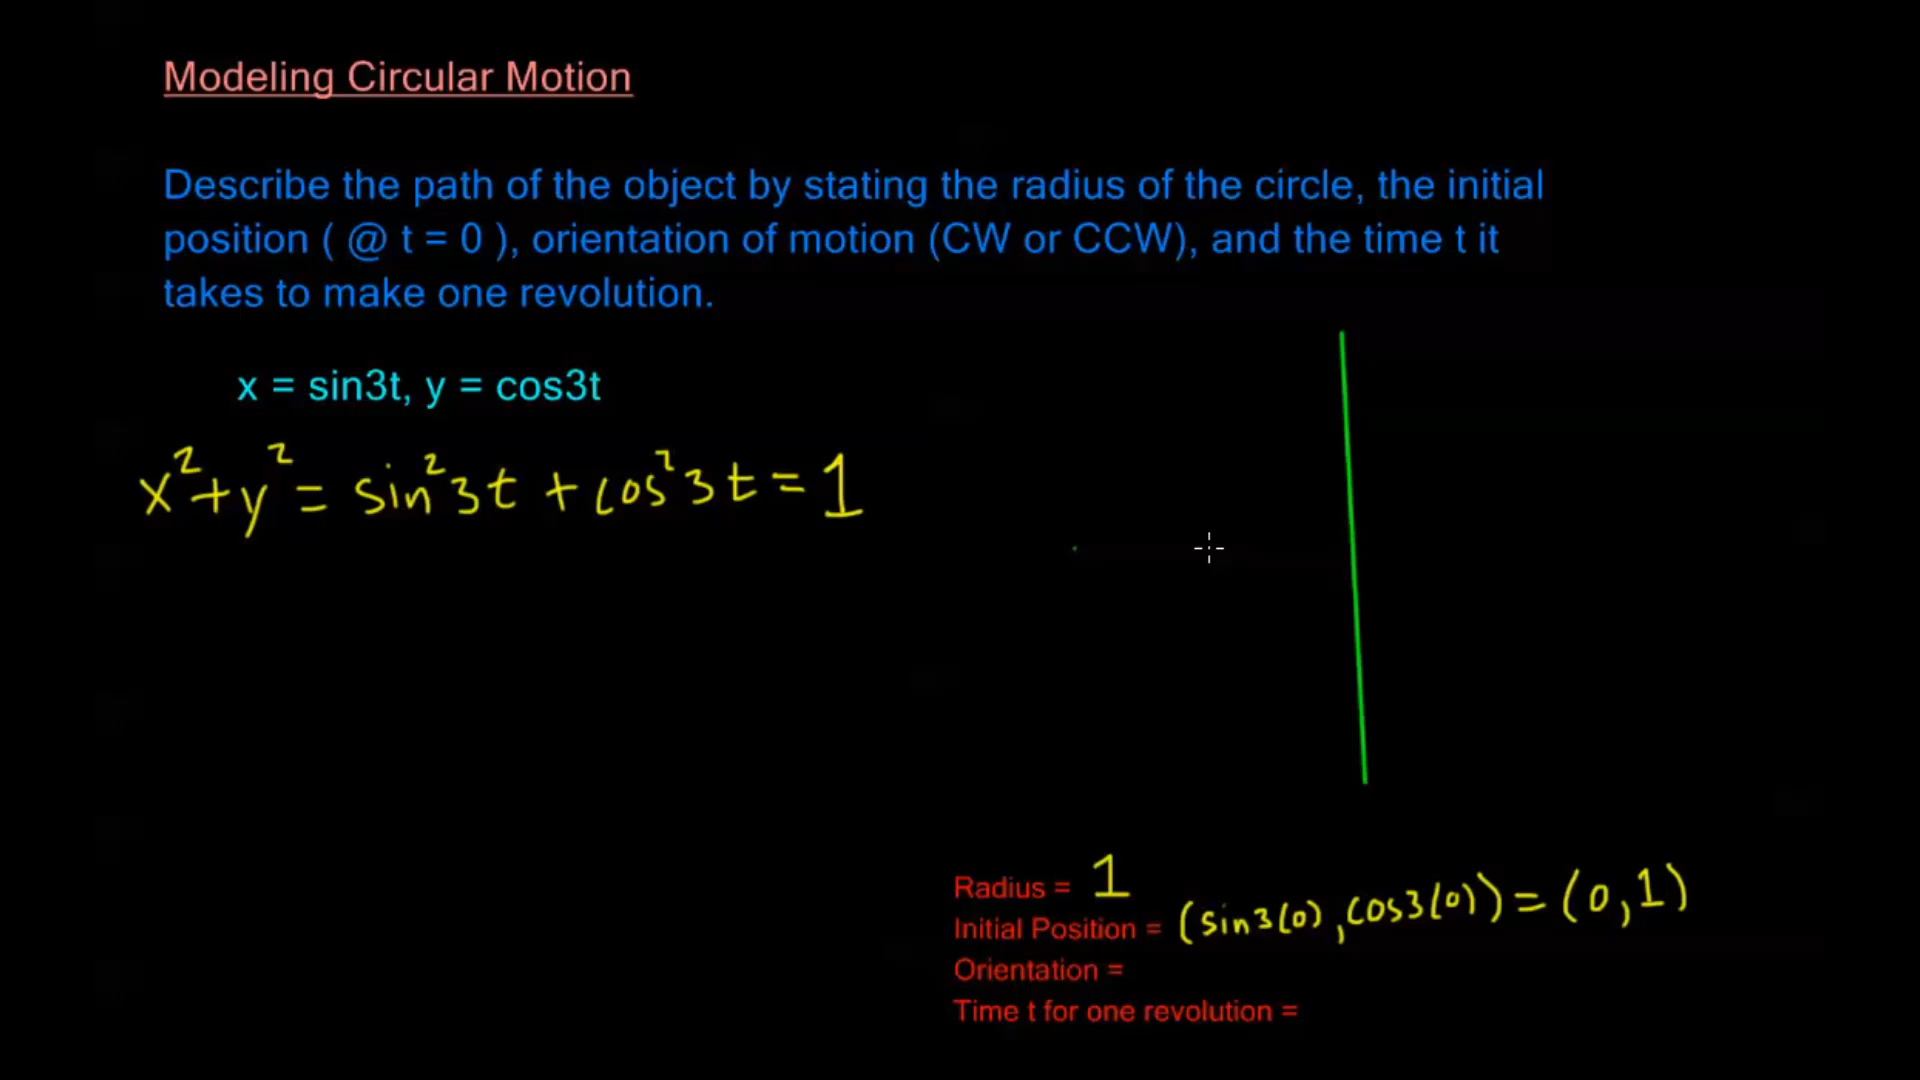 Modeling Circular Motion
Describe the path of the object by stating the radius of the circle, the initial
position ( @ t = 0 ), orientation of motion (CW or CCW), and the time t it
takes to make one revolution.
x = sin3t, y = cos3t
x²+y² = sin²3t + cos²3t = 1
Radius = 1
Initial Position = (sin3(0), cos3(0)) = (0,1)
Orientation =
Time t for one revolution =